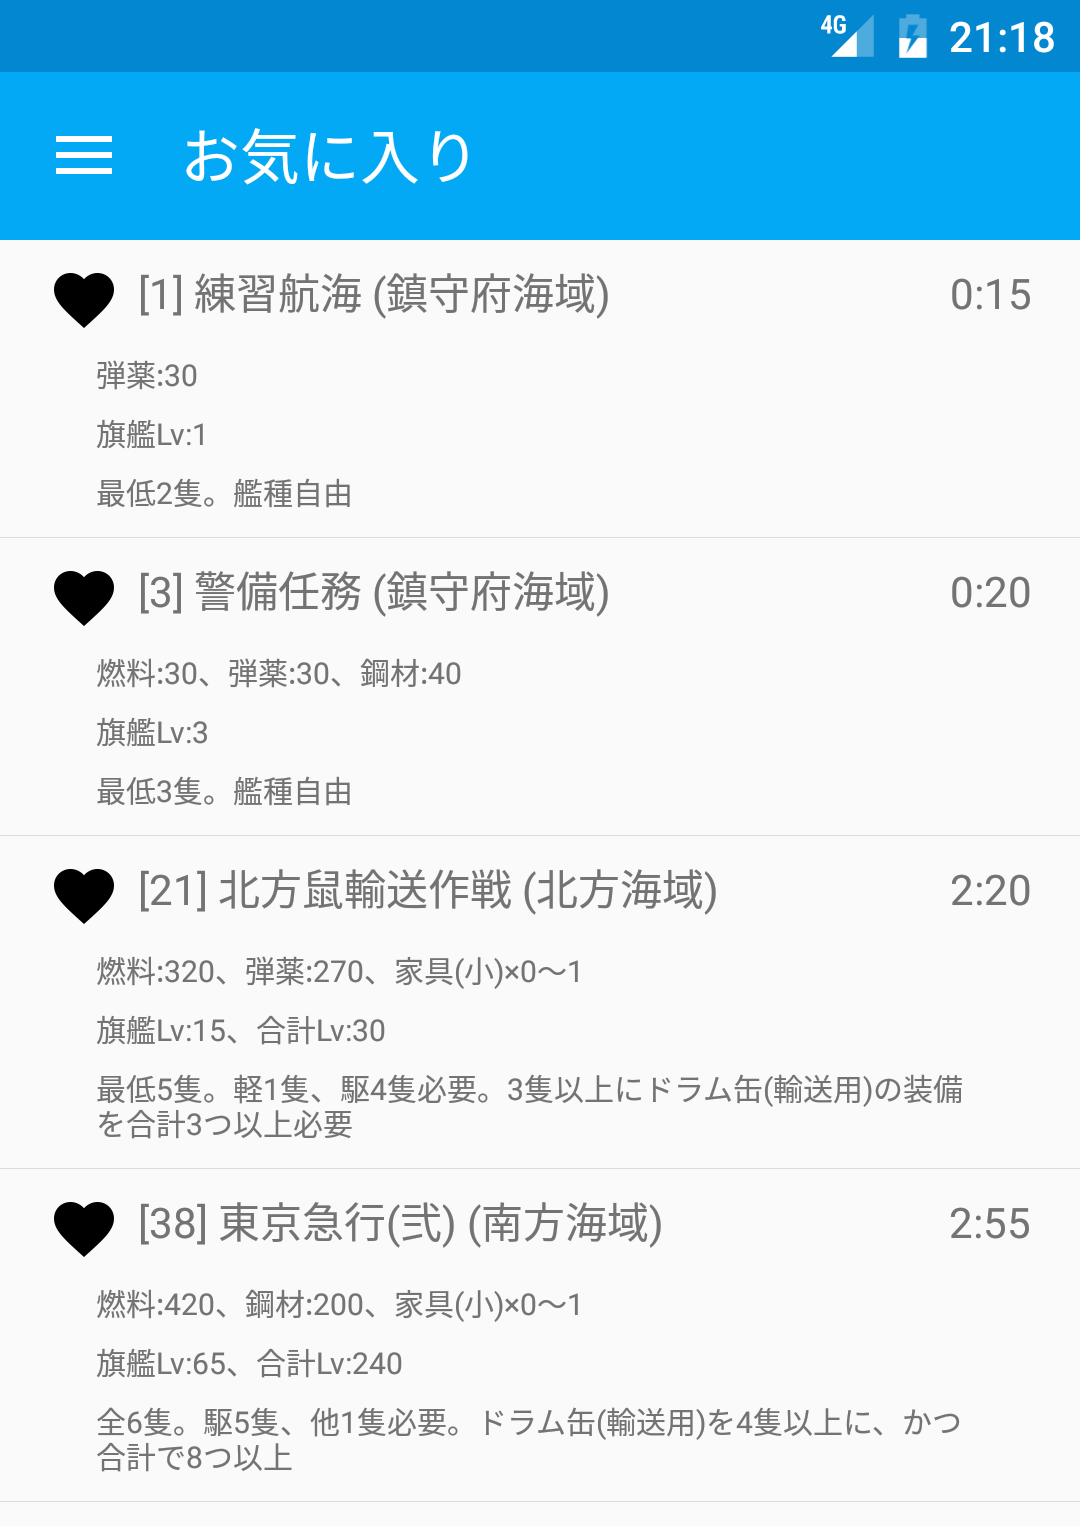 4G 21:18
お気に入り
[1] 練習航海 (鎮守府海域) 0:15
弾薬:30
旗艦Lv:1
最低2隻。艦種自由
[3] 警備任務 (鎮守府海域) 0:20
燃料:30、弾薬:30、鋼材:40
旗艦Lv:3
最低3隻。艦種自由
[21] 北方鼠輸送作戦 (北方海域) 2:20
燃料:320、弾薬:270、家具(小)×0〜1
旗艦Lv:15、合計Lv:30
最低5隻。軽1隻、駆4隻必要。3隻以上にドラム缶(輸送用)の装備
を合計3つ以上必要
[38] 東京急行(弐) (南方海域) 2:55
燃料:420、鋼材:200、家具(小)×0〜1
旗艦Lv:65、合計Lv:240
全6隻。駆5隻、他1隻必要。ドラム缶(輸送用)を4隻以上に、かつ
合計で8つ以上